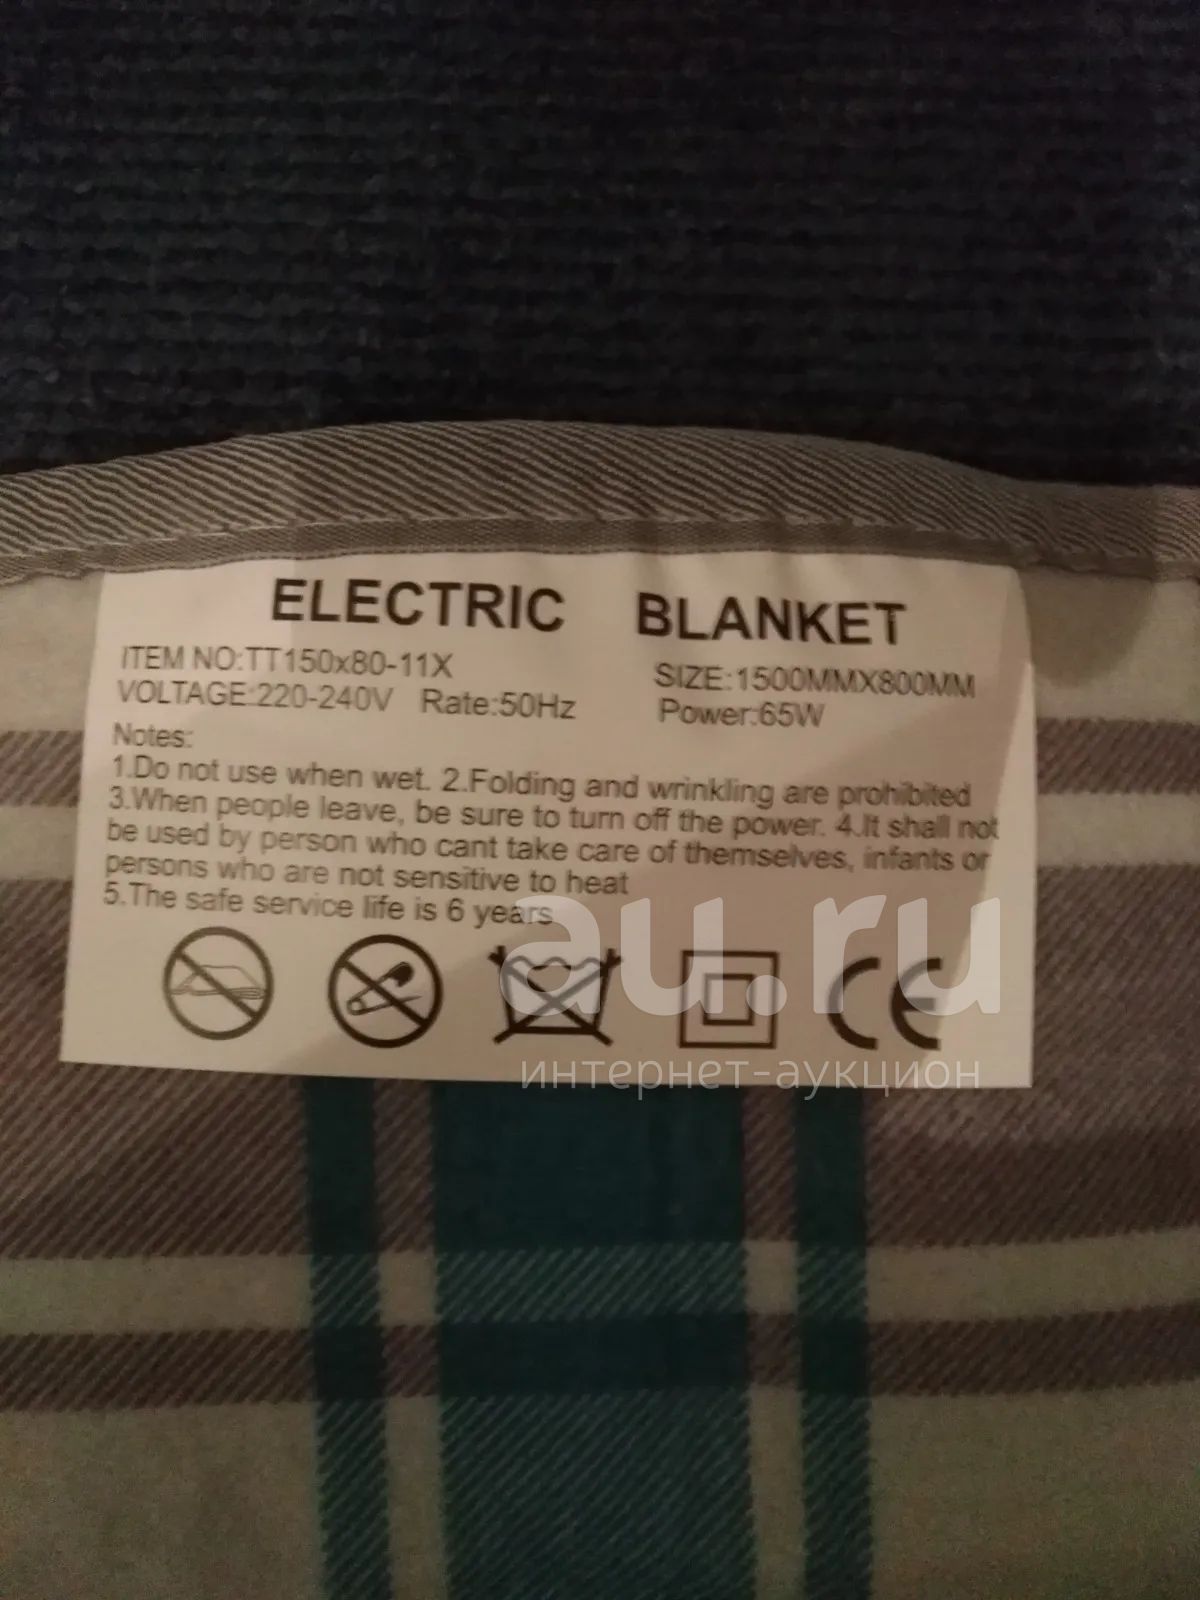 ELECTRIC BLANKET
ITEM NO:TT150x80-11X SIZE:1500MMX800MM
VOLTAGE:220-240V Rate:50Hz Power:65W
Notes:
1.Do not use when wet. 2.Folding and wrinkling are prohibited
3.When people leave, be sure to turn off the power. 4.It shall not
be used by person who cant take care of themselves, infants or
persons who are not sensitive to heat
5.The safe service life is 6 years
CE
au.ru
интернет-аукцион